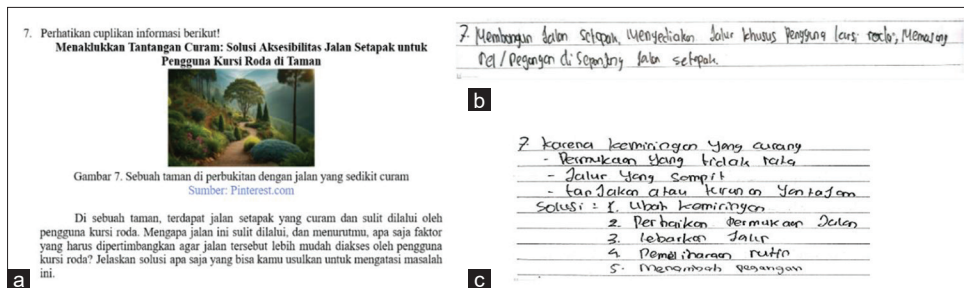 7. Perhatikan cuplikan informasi berikut!
Menaklukkan Tantangan Curam: Solusi Aksesibilitas Jalan Setapak untuk
Pengguna Kursi Roda di Taman
Gambar 7. Sebuah taman di perbukitan dengan jalan yang sedikit curam
Sumber: Pinterest.com
Di sebuah taman, terdapat jalan setapak yang curam dan sulit dilalui oleh
pengguna kursi roda. Mengapa jalan ini sulit dilalui, dan menurutmu, apa saja faktor
yang harus dipertimbangkan agar jalan tersebut lebih mudah diakses oleh pengguna
kursi roda? Jelaskan solusi apa saja yang bisa kamu usulkan untuk mengatasi masalah
ini.
a
7. Membangun Jalan Setapak, Menyediakan Jalur khusus Pengguna kursi roda, Memasang
rel / Pegangan di Sepanjang Jalan setapak.
b
7. Karena kemiringan yang curang
- Permukaan yang tidak rata
- Jalur yang sempit
- tanjakan atau turunan yang tajam
Solusi : 1. Ubah kemiringan
2. Perbaikan Permukaan Jalan
3. lebarkan Jalur
4. Pemeliharaan rutin
5. Menambah pegangan
c